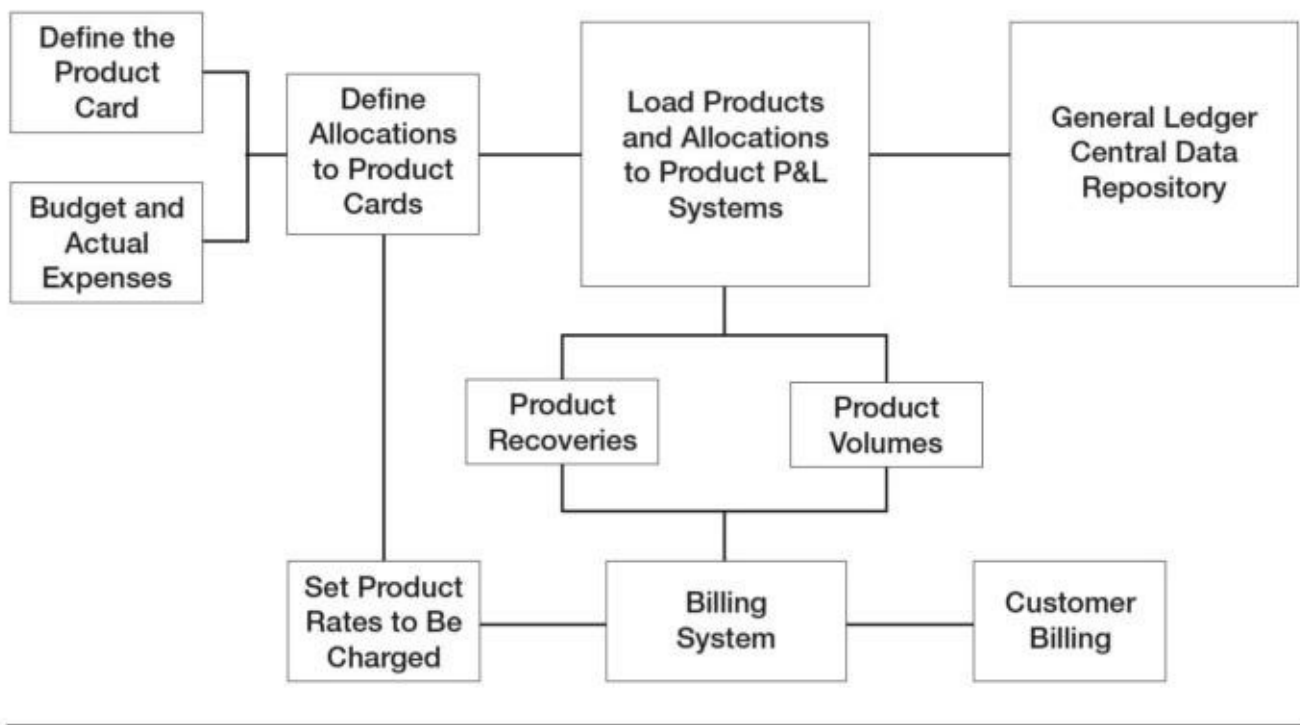 Define the
Product
Card
Budget and
Actual
Expenses
Define
Allocations
to Product
Cards
Load Products
and Allocations
to Product P&L
Systems
General Ledger
Central Data
Repository
Product
Recoveries
Product
Volumes
Set Product
Rates to Be
Charged
Billing
System
Customer
Billing